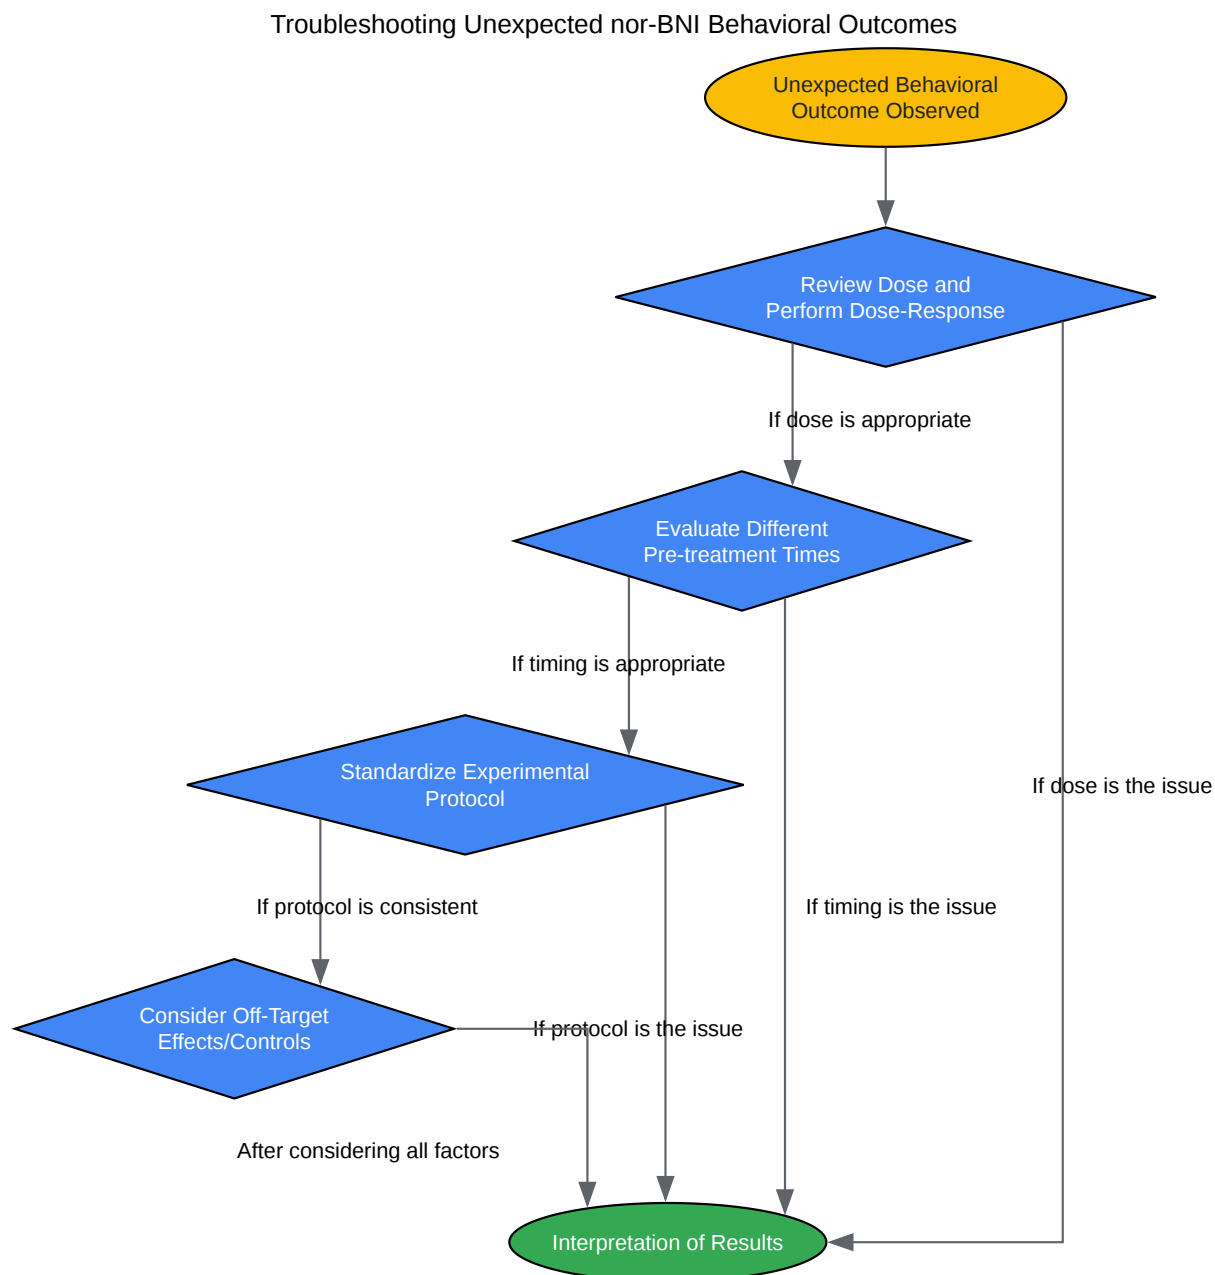 Troubleshooting Unexpected nor-BNI Behavioral Outcomes
Unexpected Behavioral
Outcome Observed
Review Dose and
Perform Dose-Response
If dose is appropriate
Evaluate Different
Pre-treatment Times
If timing is appropriate
Standardize Experimental
Protocol
If dose is the issue
If protocol is consistent
If timing is the issue
Consider Off-Target
Effects/Controls
If protocol is the issue
After considering all factors
Interpretation of Results